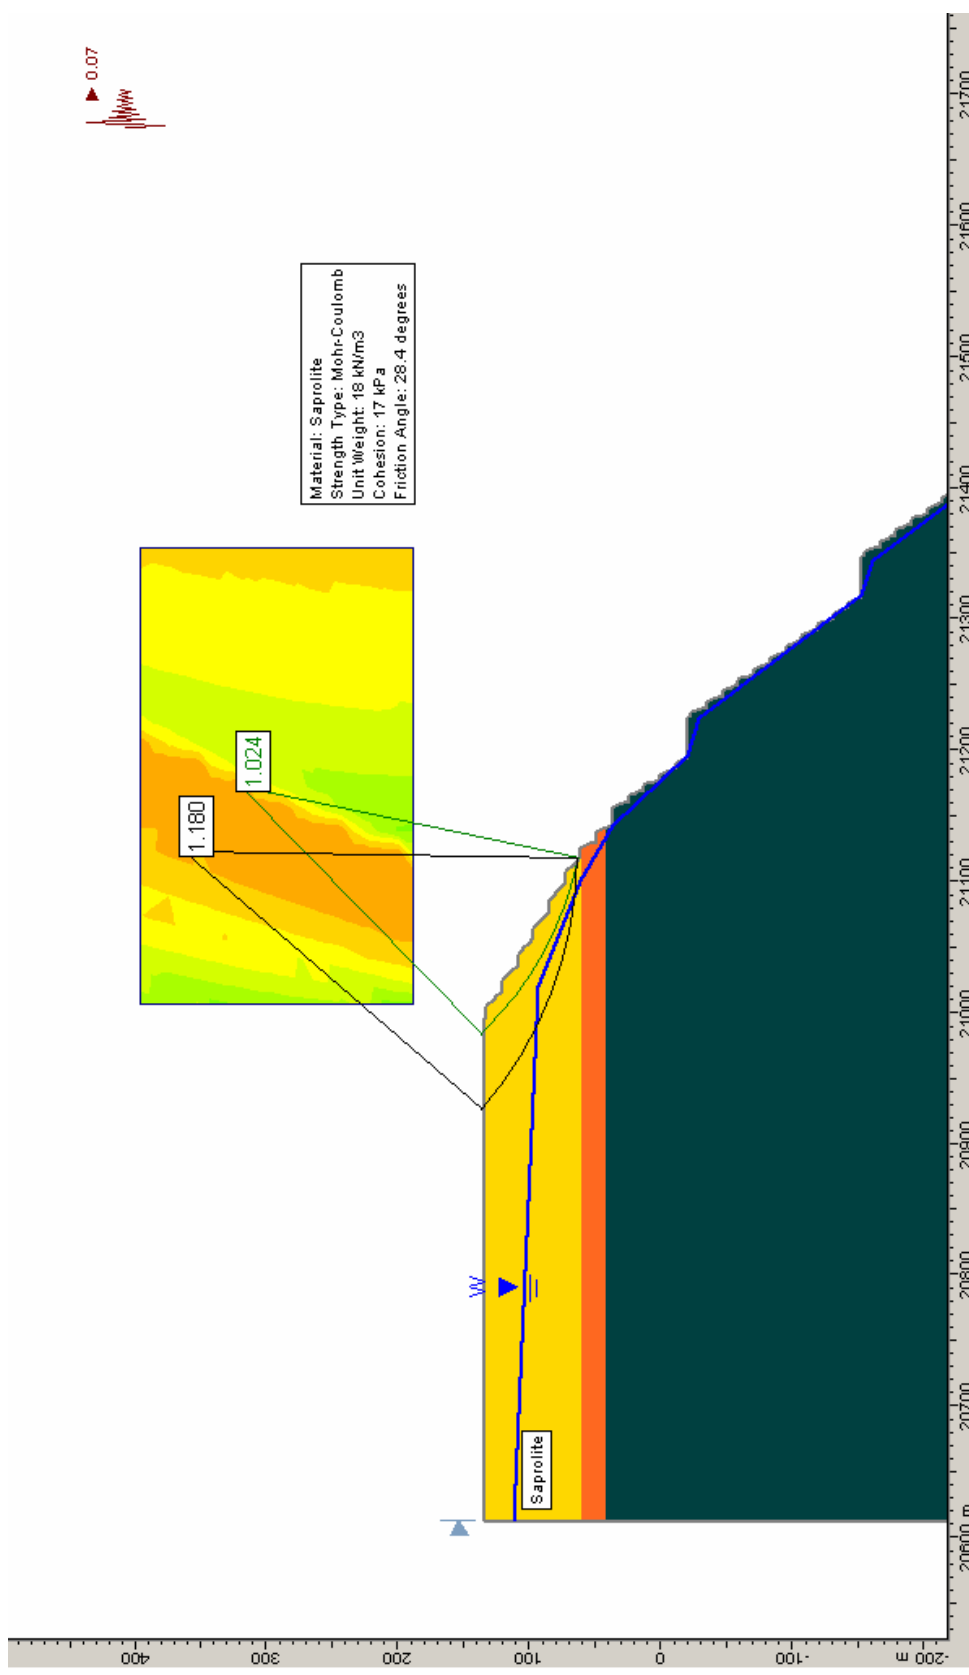 0.07
1.180
1.024
Material: Saprolite
Strength Type: Mohr-Coulomb
Unit Weight: 18 kN/m3
Cohesion: 17 kPa
Friction Angle: 28.4 degrees
W
Saprolite
400
300
200
100
0
-100
-200 m
20600 m
20700
20800
20900
21000
21100
21200
21300
21400
21500
21600
21700